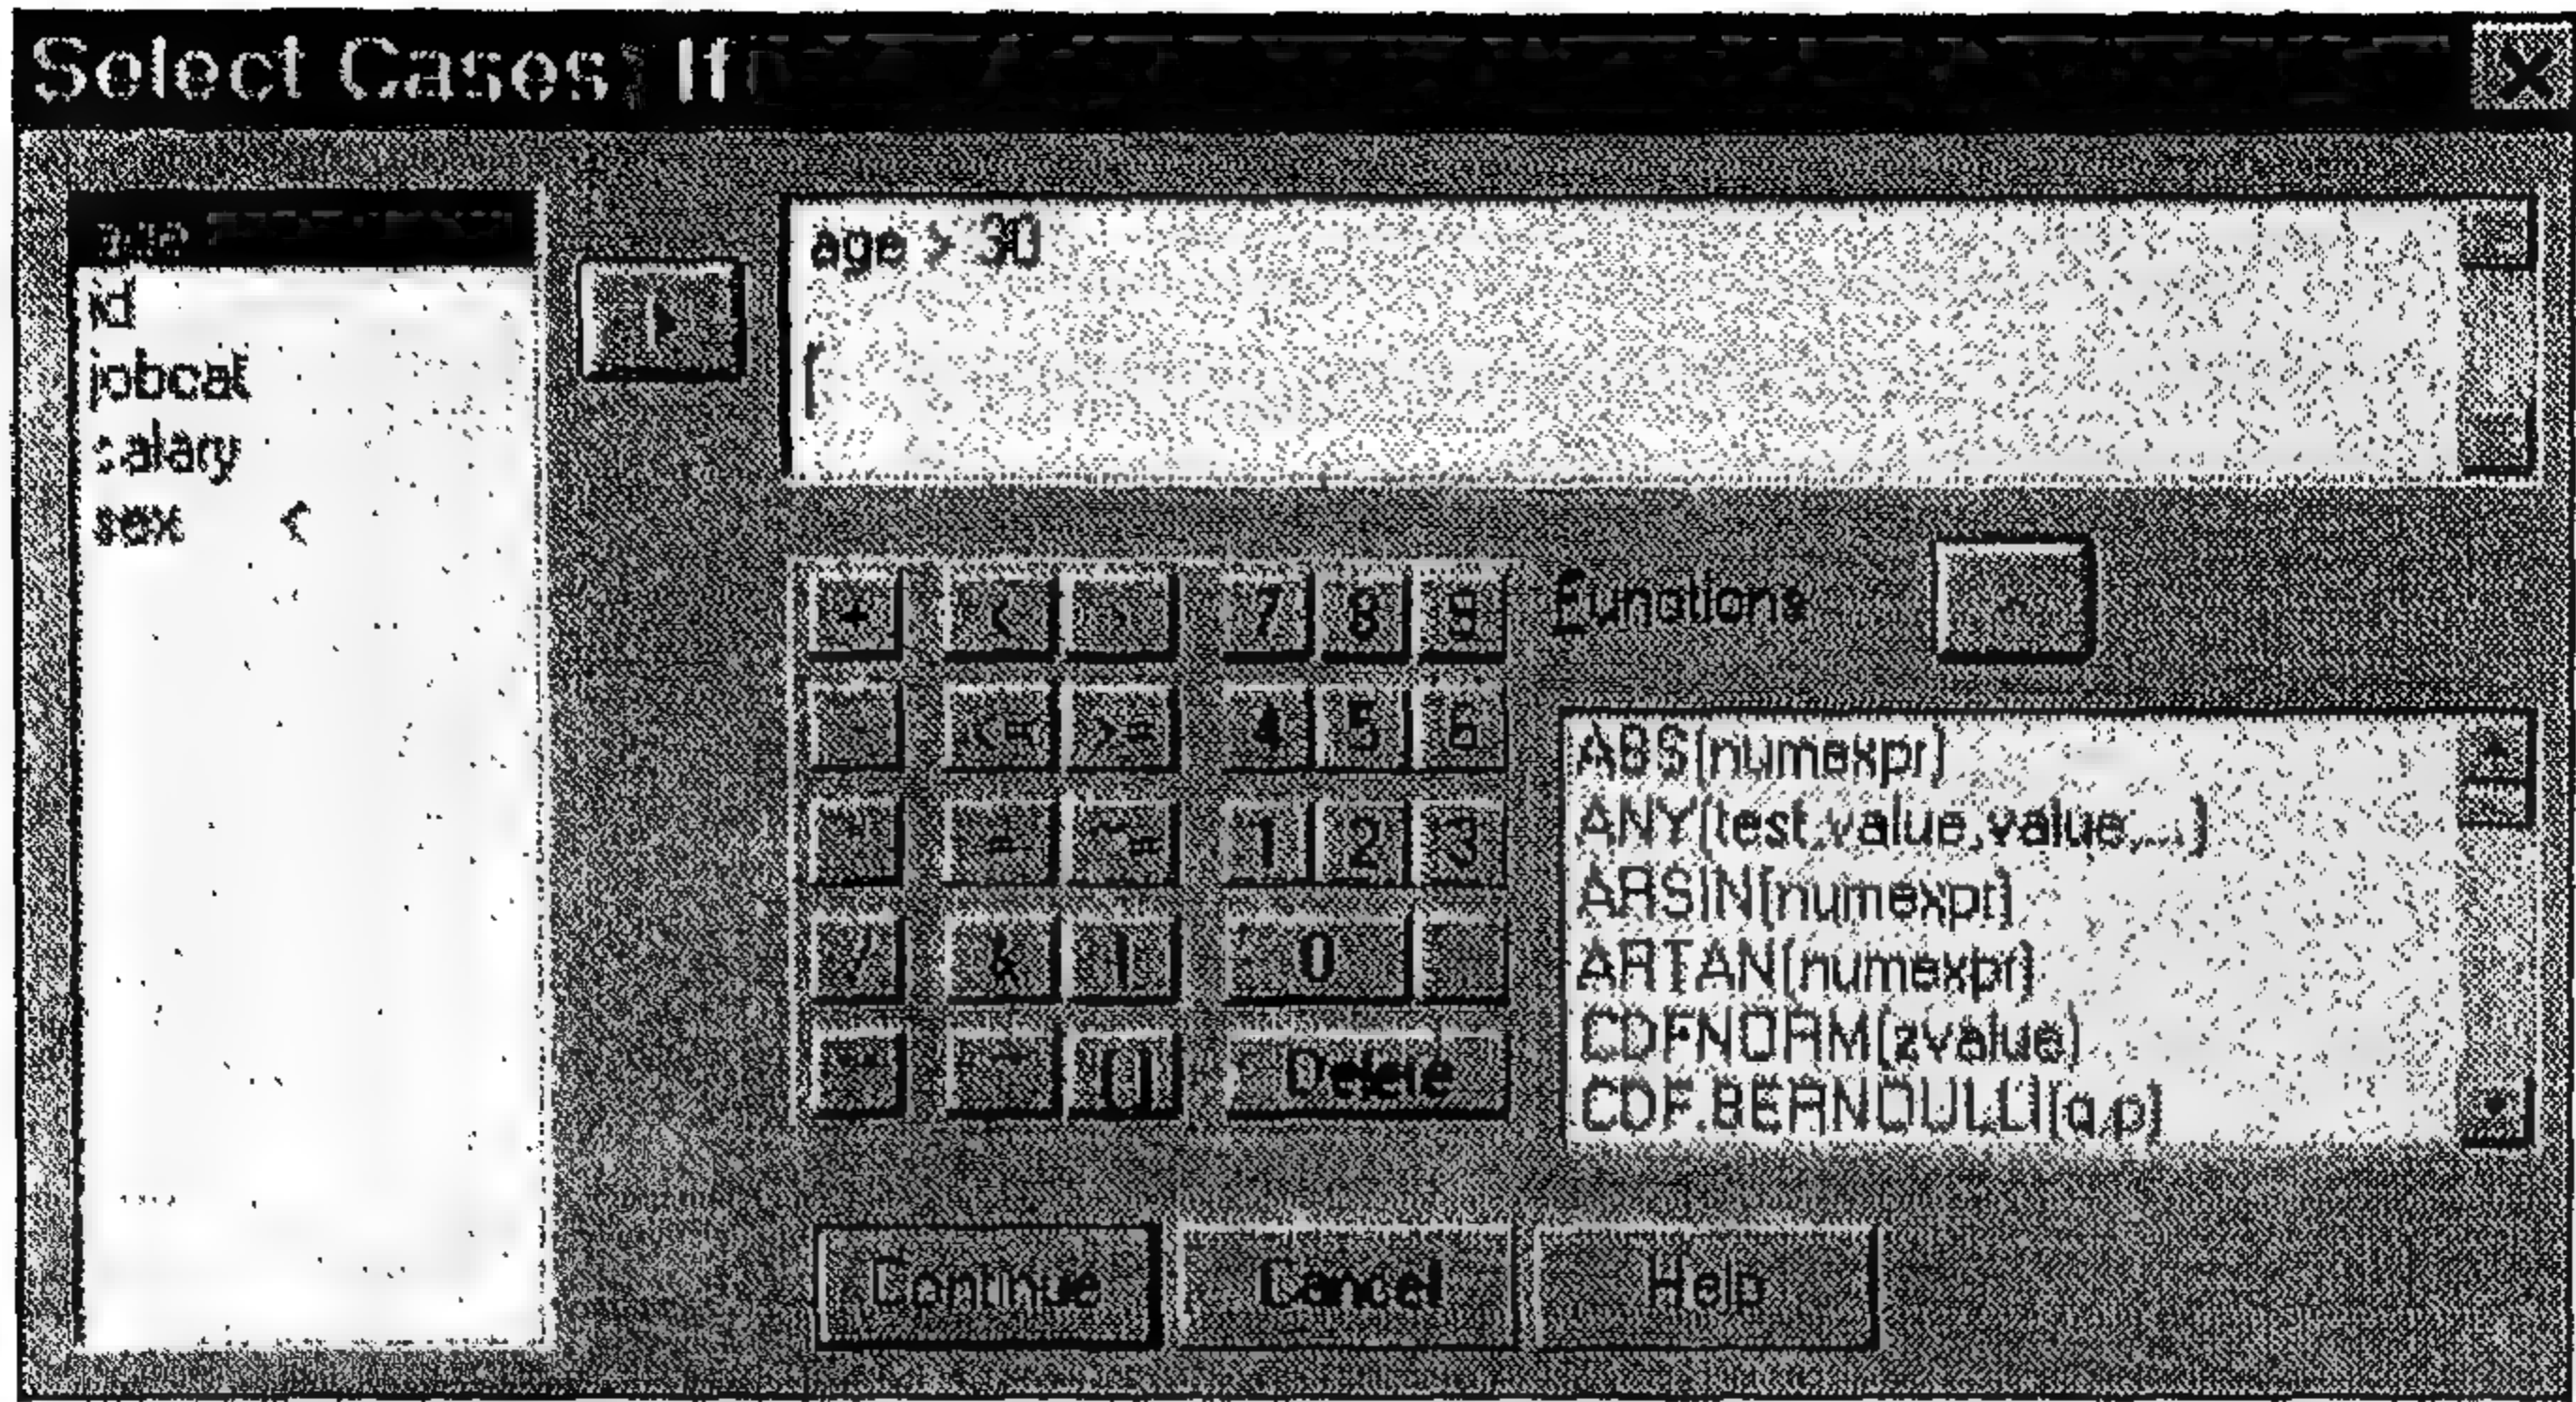 Select Cases: If
age
id
jobcat
salary
sex
age > 30
+ < > 7 8 9
Functions
- <= >= 4 5 6
= ~= 1 2 3
/ & | 0
** ~ () Delete
ABS(numexpr)
ANY(test,value,value,...)
ARSIN(numexpr)
ARTAN(numexpr)
CDFNORM(zvalue)
CDF.BERNOULLI(q,p)
Continue
Cancel
Help